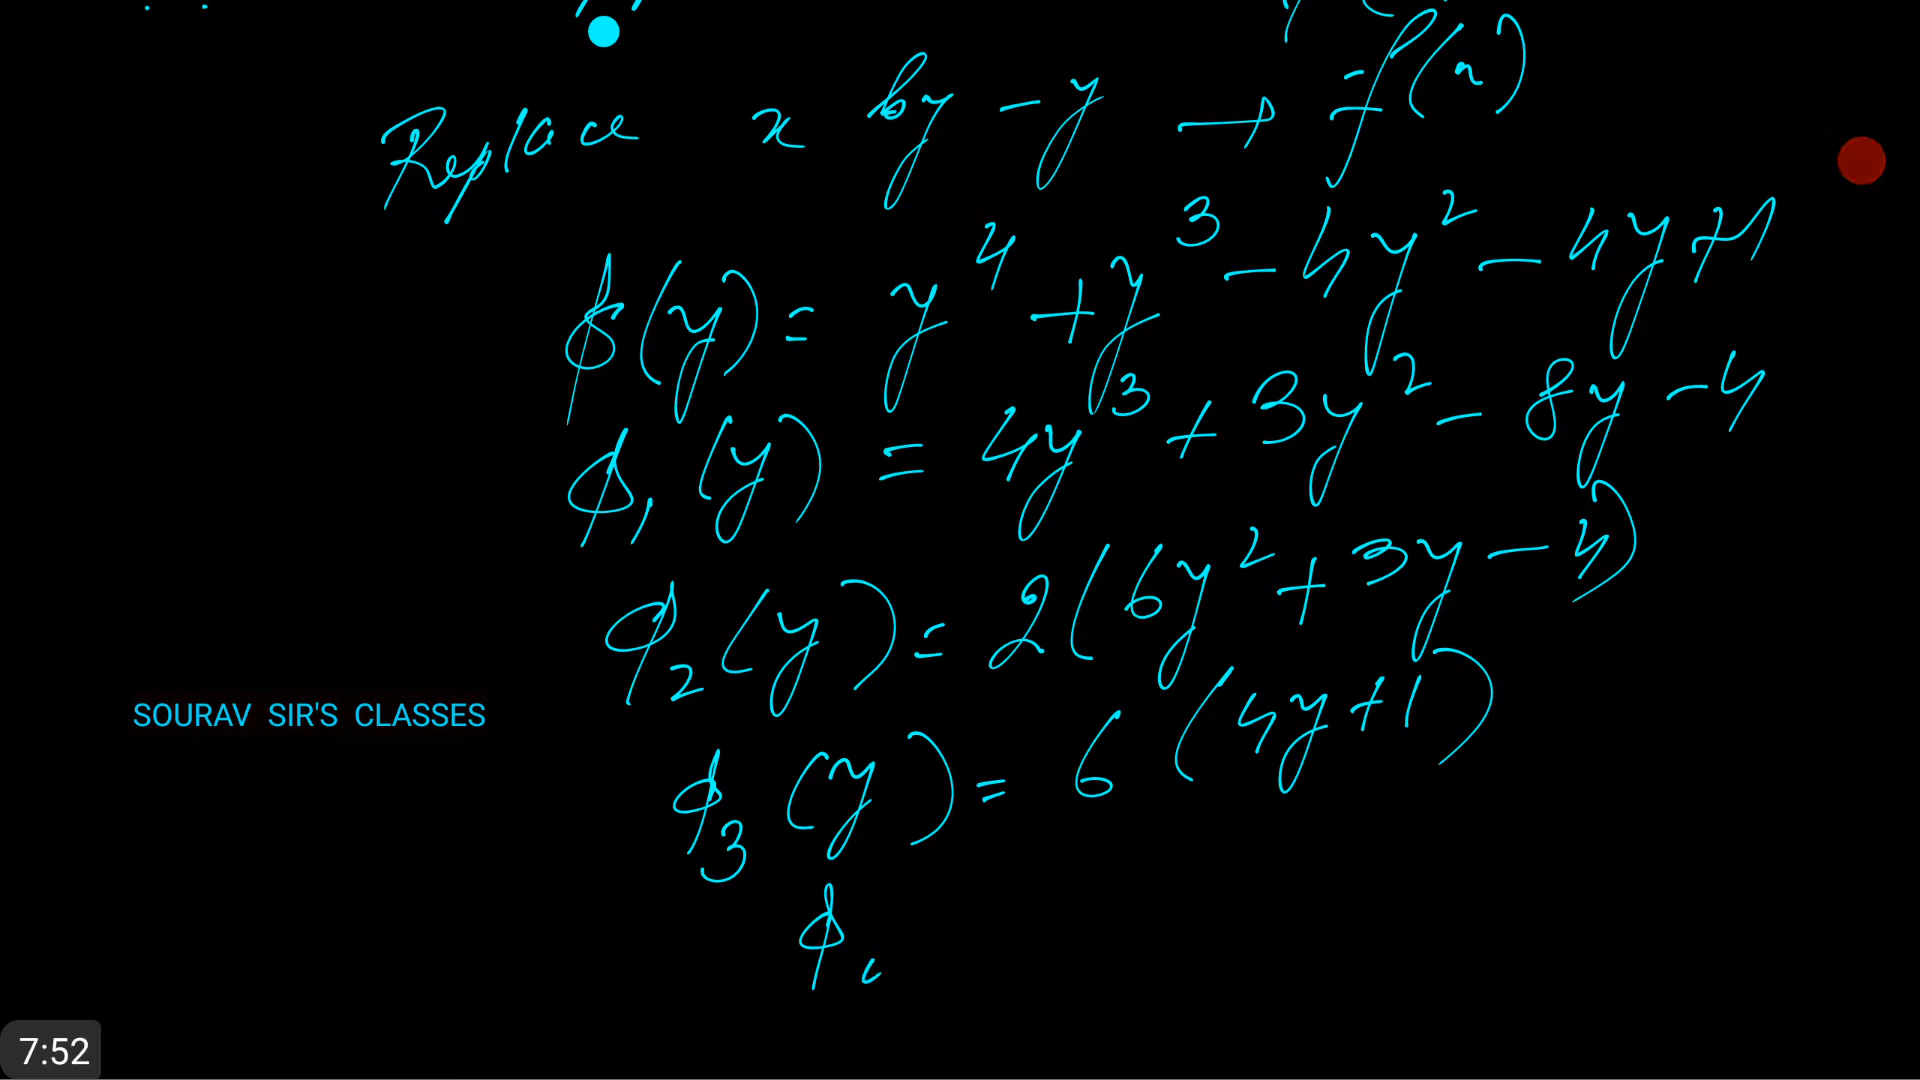 Replace x by -y → f(x)
φ(y) = y⁴ + y³ - 4y² - 4y + 1
φ₁(y) = 4y³ + 3y² - 8y - 4
φ₂(y) = 2(6y² + 3y - 4)
φ₃(y) = 6(4y+1)
φ
SOURAV SIR'S CLASSES
7:52